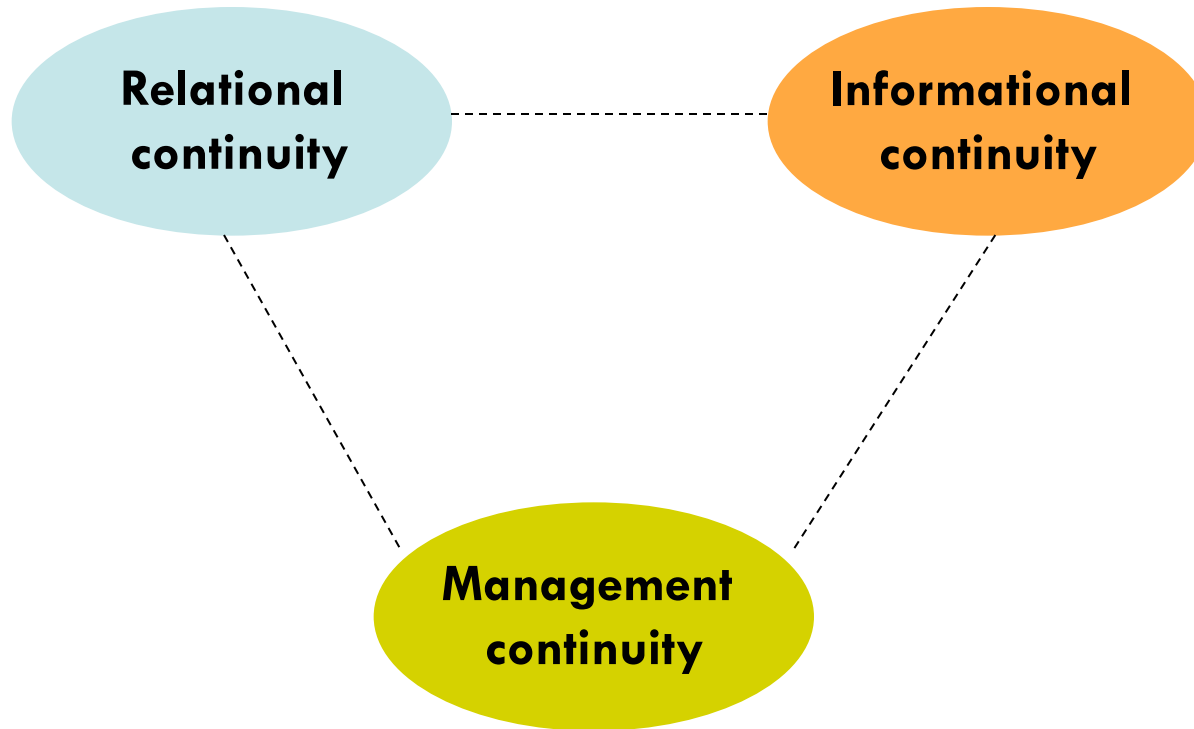 Relational
continuity
Informational
continuity
Management
continuity